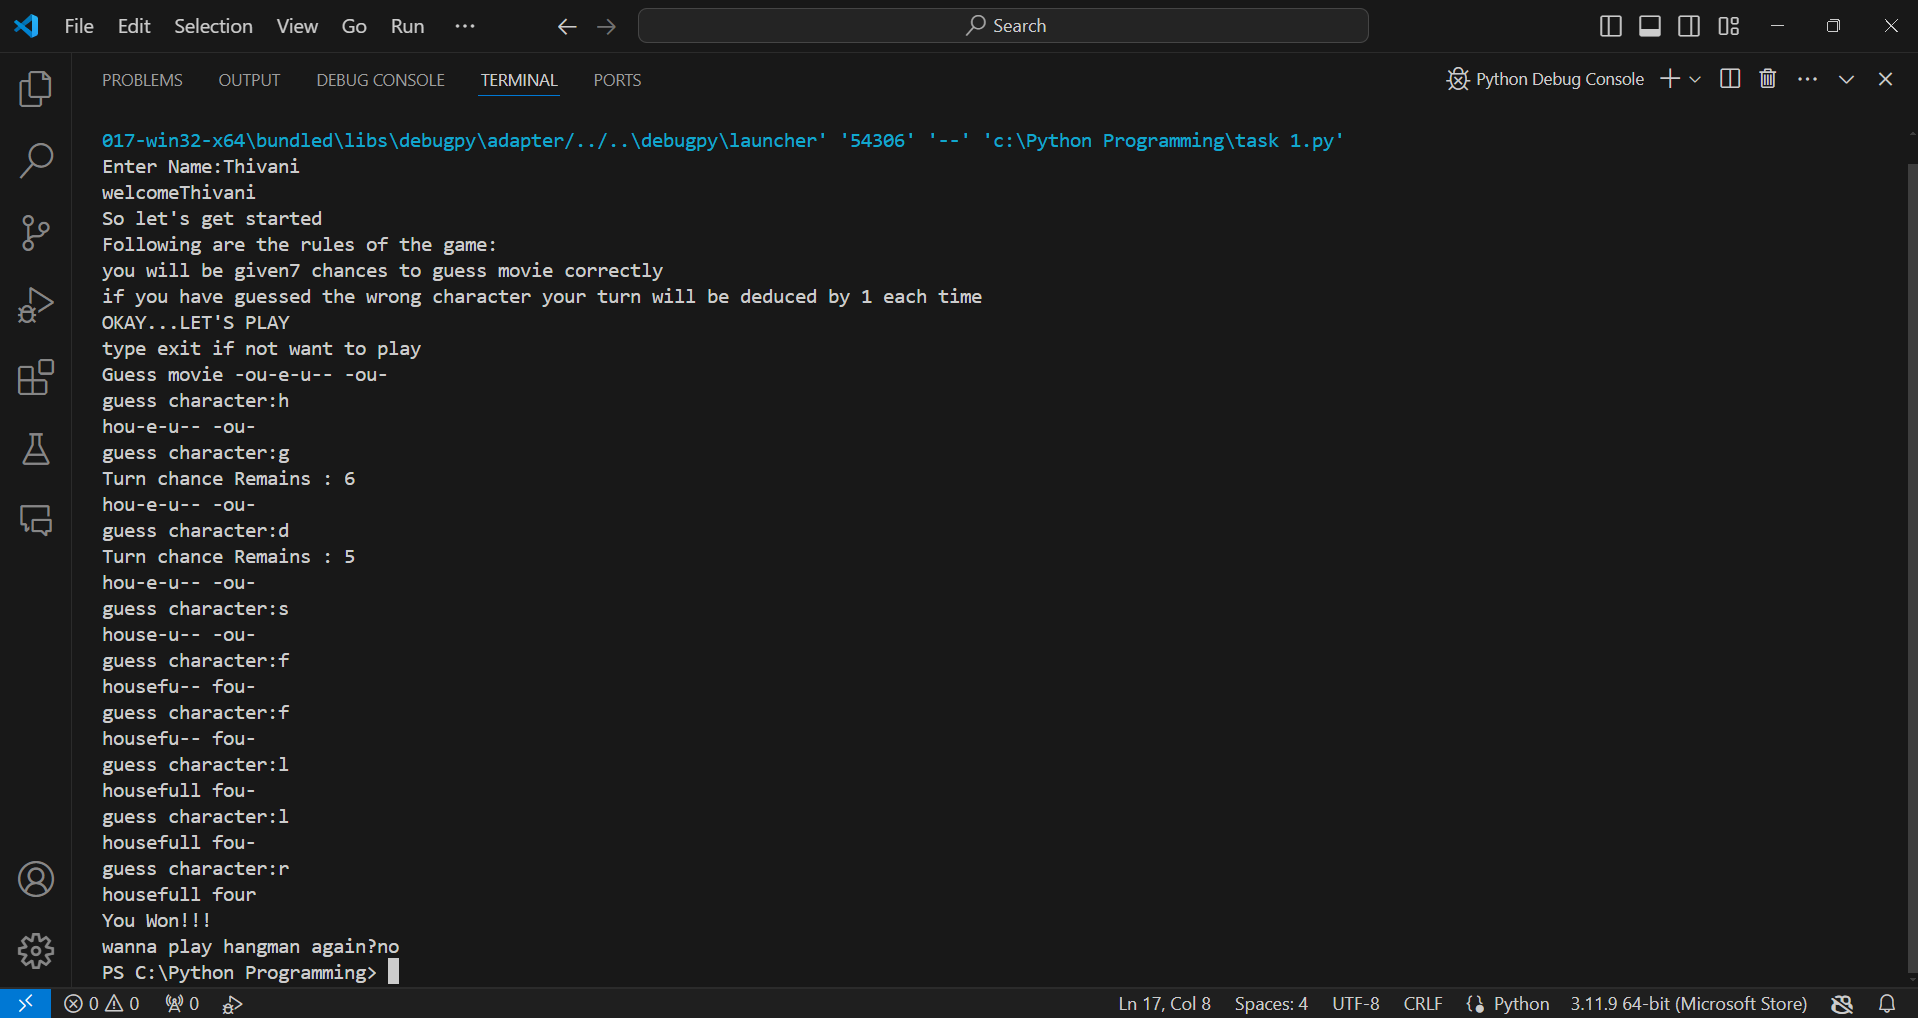 File Edit Selection View Go Run ··· Search
PROBLEMS OUTPUT DEBUG CONSOLE TERMINAL PORTS Python Debug Console
017-win32-x64\bundled\libs\debugpy\adapter/../..\debugpy\launcher' '54306' '--' 'c:\Python Programming\task 1.py'
Enter Name:Thivani
welcomeThivani
So let's get started
Following are the rules of the game:
you will be given7 chances to guess movie correctly
if you have guessed the wrong character your turn will be deduced by 1 each time
OKAY...LET'S PLAY
type exit if not want to play
Guess movie -ou-e-u-- -ou-
guess character:h
hou-e-u-- -ou-
guess character:g
Turn chance Remains : 6
hou-e-u-- -ou-
guess character:d
Turn chance Remains : 5
hou-e-u-- -ou-
guess character:s
house-u-- -ou-
guess character:f
housefu-- fou-
guess character:f
housefu-- fou-
guess character:l
housefull fou-
guess character:l
housefull fou-
guess character:r
housefull four
You Won!!!
wanna play hangman again?no
PS C:\Python Programming>
0 0 0 Ln 17, Col 8 Spaces: 4 UTF-8 CRLF Python 3.11.9 64-bit (Microsoft Store)